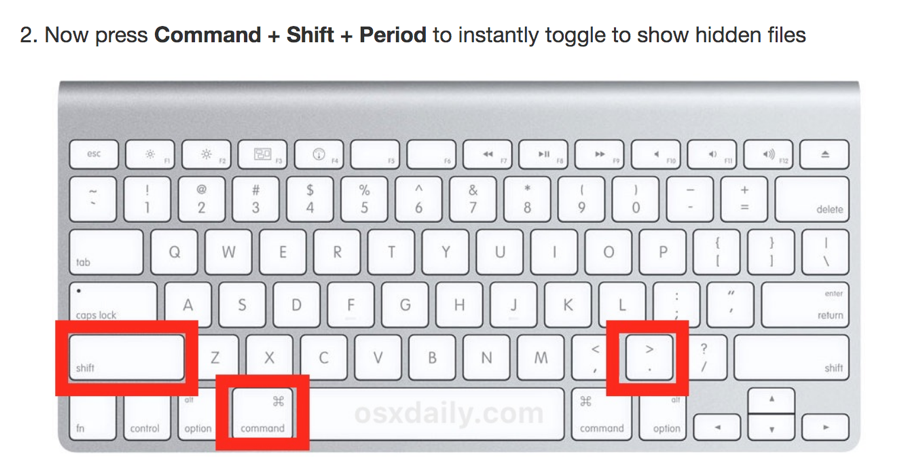 2. Now press Command + Shift + Period to instantly toggle to show hidden files
esc F1 F2 F3 F4 F5 F6 F7 F8 F9 F10 F11 F12
~ ! @ # $ % ^ & * ( ) — +
` 1 2 3 4 5 6 7 8 9 0 - = delete
tab Q W E R T Y U I O P { [ } ] | \
caps lock A S D F G H J K L : ; " ' enter return
shift Z X C V B N M < , > . ? / shift
fn control alt option ⌘ command osxdaily.com ⌘ command alt option